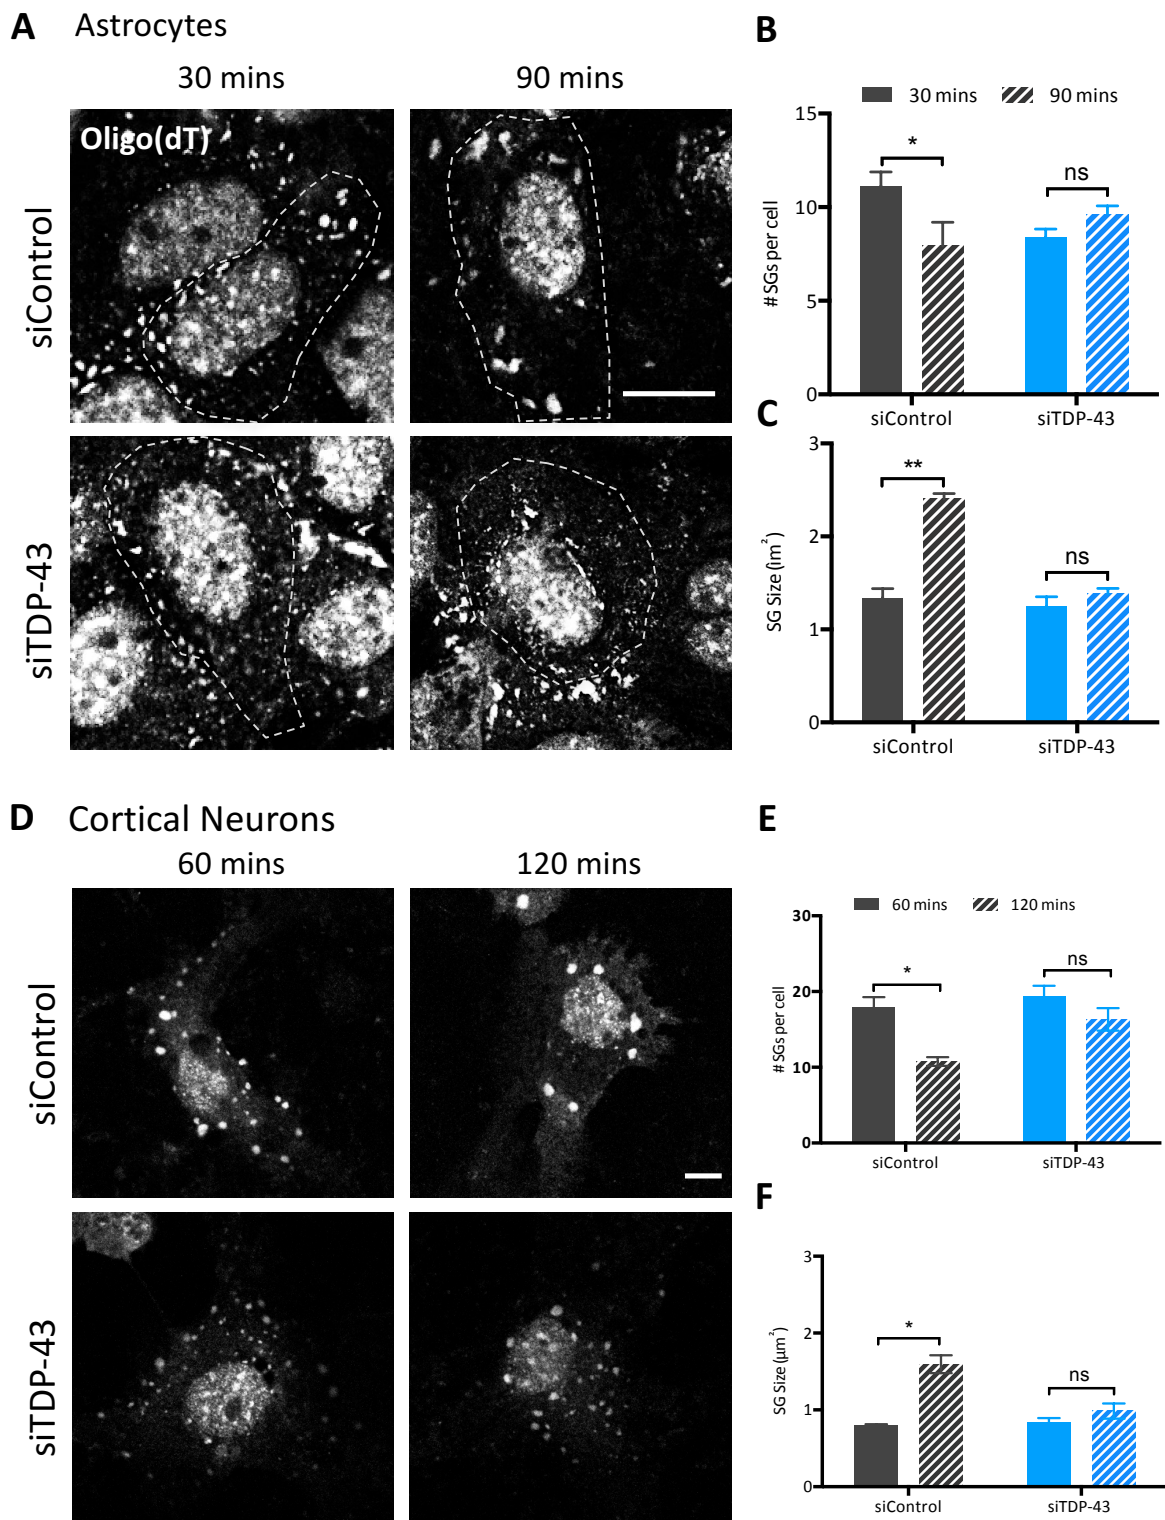 A Astrocytes
30 mins 90 mins
Oligo(dT)
siControl
siTDP-43
B
30 mins 90 mins
15
10
5
0
# SGs per cell
* ns
siControl siTDP-43
C
3
2
1
0
SG Size (ìm²)
** ns
siControl siTDP-43
D Cortical Neurons
60 mins 120 mins
siControl
siTDP-43
E
60 mins 120 mins
30
20
10
0
# SGs per cell
* ns
siControl siTDP-43
F
3
2
1
0
SG Size (µm²)
* ns
siControl siTDP-43